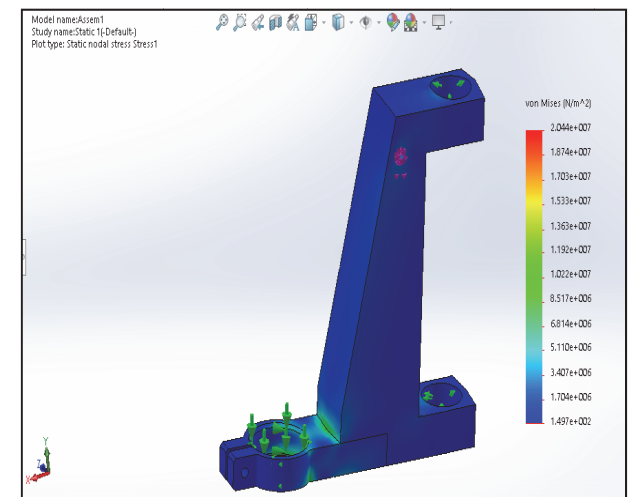 Model name:Assem1
Study name:Static 1(-Default-)
Plot type: Static nodal stress Stress1
von Mises (N/m^2)
2.044e+007
1.874e+007
1.703e+007
1.533e+007
1.363e+007
1.192e+007
1.022e+007
8.517e+006
6.814e+006
5.110e+006
3.407e+006
1.704e+006
1.497e+002
Y
Z
X